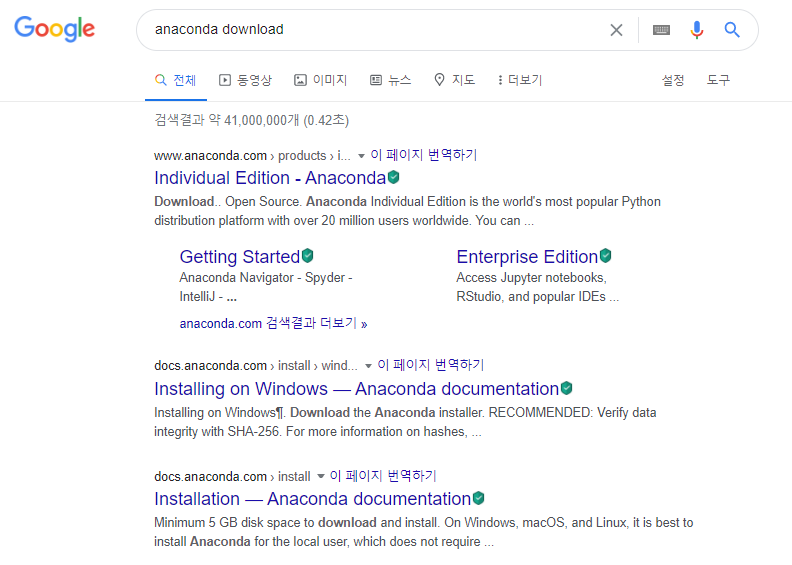 Google
anaconda download
전체 동영상 이미지 뉴스 지도 더보기 설정 도구
검색결과 약 41,000,000개 (0.42초)
www.anaconda.com › products › i... 이 페이지 번역하기
Individual Edition - Anaconda
Download.. Open Source. Anaconda Individual Edition is the world's most popular Python
distribution platform with over 20 million users worldwide. You can ...
Getting Started
Anaconda Navigator - Spyder -
IntelliJ - ...
Enterprise Edition
Access Jupyter notebooks,
RStudio, and popular IDEs ...
anaconda.com 검색결과 더보기 »
docs.anaconda.com › install › wind... 이 페이지 번역하기
Installing on Windows — Anaconda documentation
Installing on Windows¶. Download the Anaconda installer. RECOMMENDED: Verify data
integrity with SHA-256. For more information on hashes, ...
docs.anaconda.com › install 이 페이지 번역하기
Installation — Anaconda documentation
Minimum 5 GB disk space to download and install. On Windows, macOS, and Linux, it is best to
install Anaconda for the local user, which does not require ...